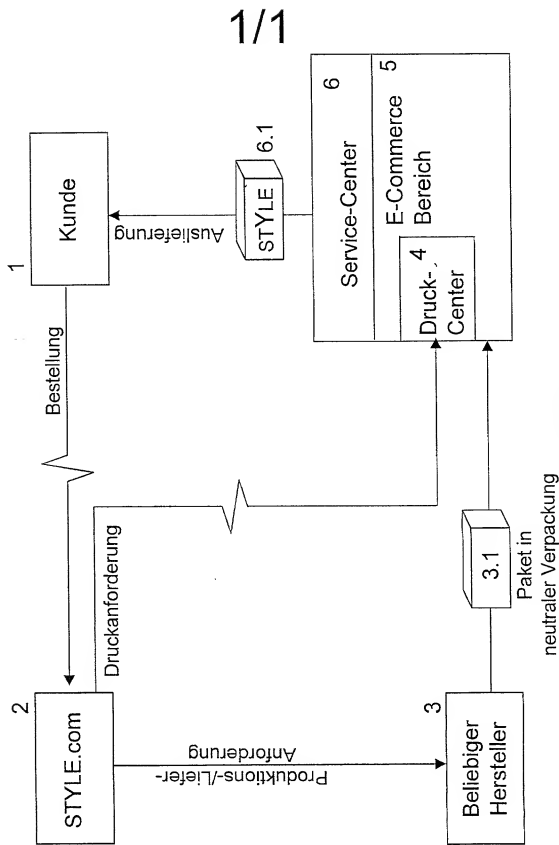 1/1
1
Kunde
Bestellung
2
STYLE.com
Druckanforderung
Auslieferung
STYLE
6.1
Service-Center
6
E-Commerce
Bereich
5
Druck-
Center
4
Produktions-/Liefer-
Anforderung
3
Beliebiger
Hersteller
3.1
Paket in
neutraler Verpackung